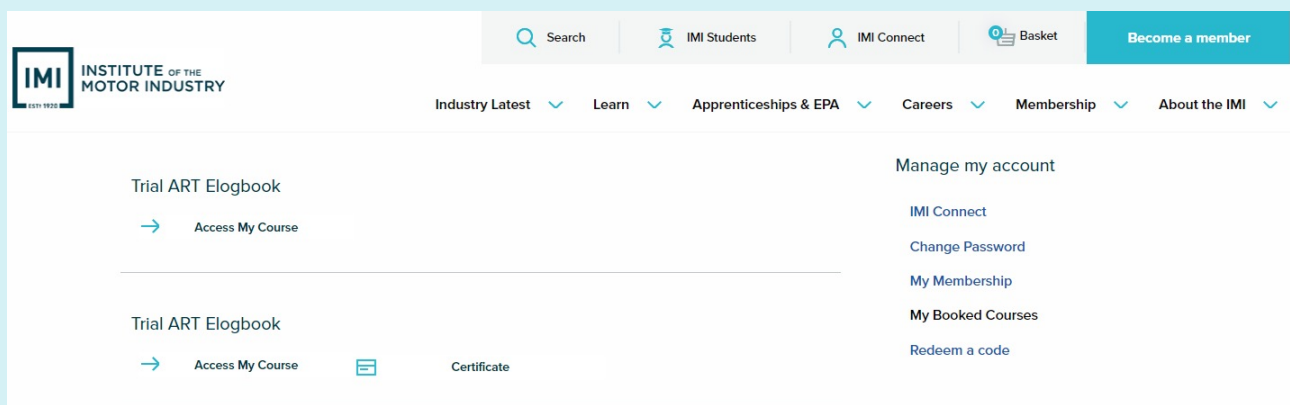 Search
IMI Students
IMI Connect
0
Basket
Become a member
IMI
ESTD 1920
INSTITUTE OF THE
MOTOR INDUSTRY
Industry Latest
Learn
Apprenticeships & EPA
Careers
Membership
About the IMI
Trial ART Elogbook
Access My Course
Trial ART Elogbook
Access My Course
Certificate
Manage my account
IMI Connect
Change Password
My Membership
My Booked Courses
Redeem a code